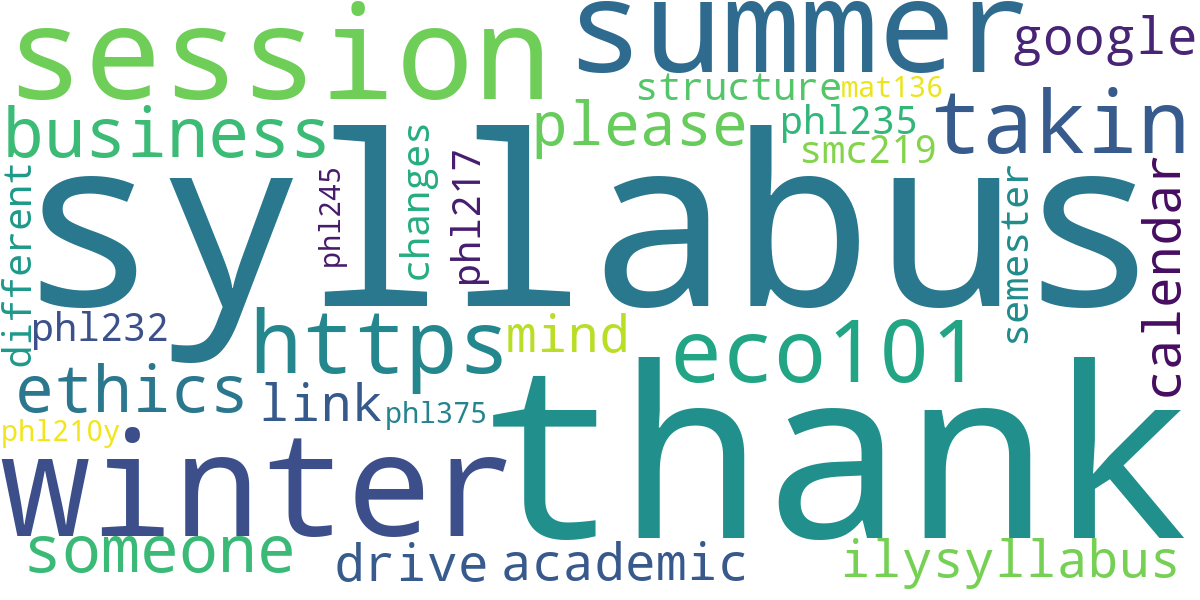 session
summer
google
structure
mat136
business
please
phl235
takin
smc219
syllabus
different
phl245
changes
phl217
semester
calendar
phl232
https
mind
eco101
ethics
link
phl375
thank
phl210y
winter
someone
drive
academic
ilysyllabus